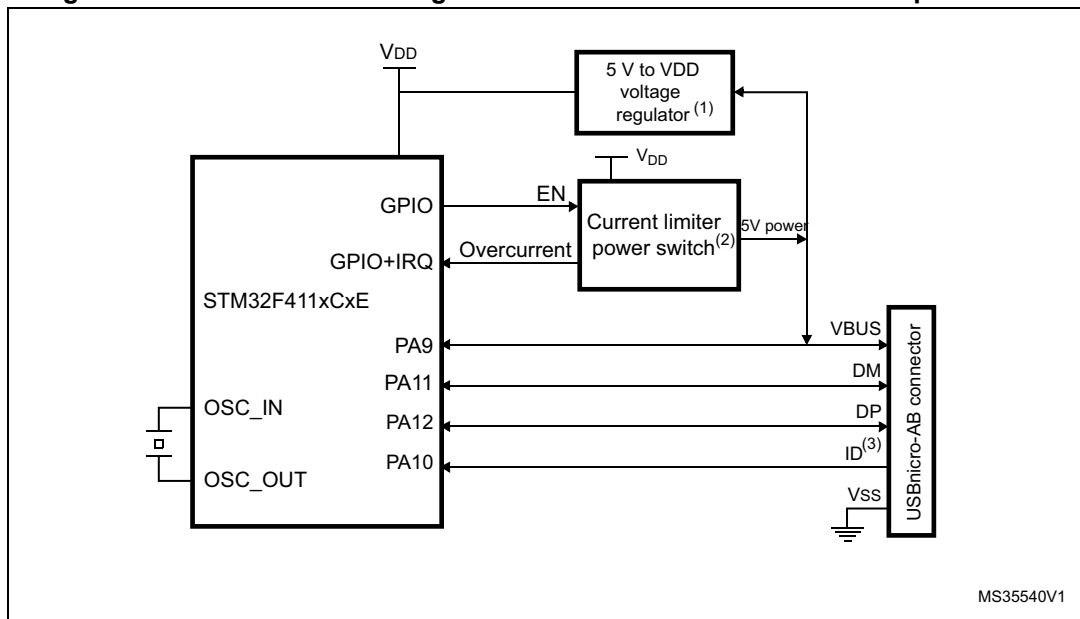 VDD
5 V to VDD
voltage
regulator (1)
VDD
GPIO
EN
Current limiter
power switch(2)
5V power
GPIO+IRQ
Overcurrent
STM32F411xCxE
PA9
VBUS
PA11
DM
OSC_IN
PA12
DP
PA10
ID(3)
OSC_OUT
VSS
USBnicro-AB connector
MS35540V1